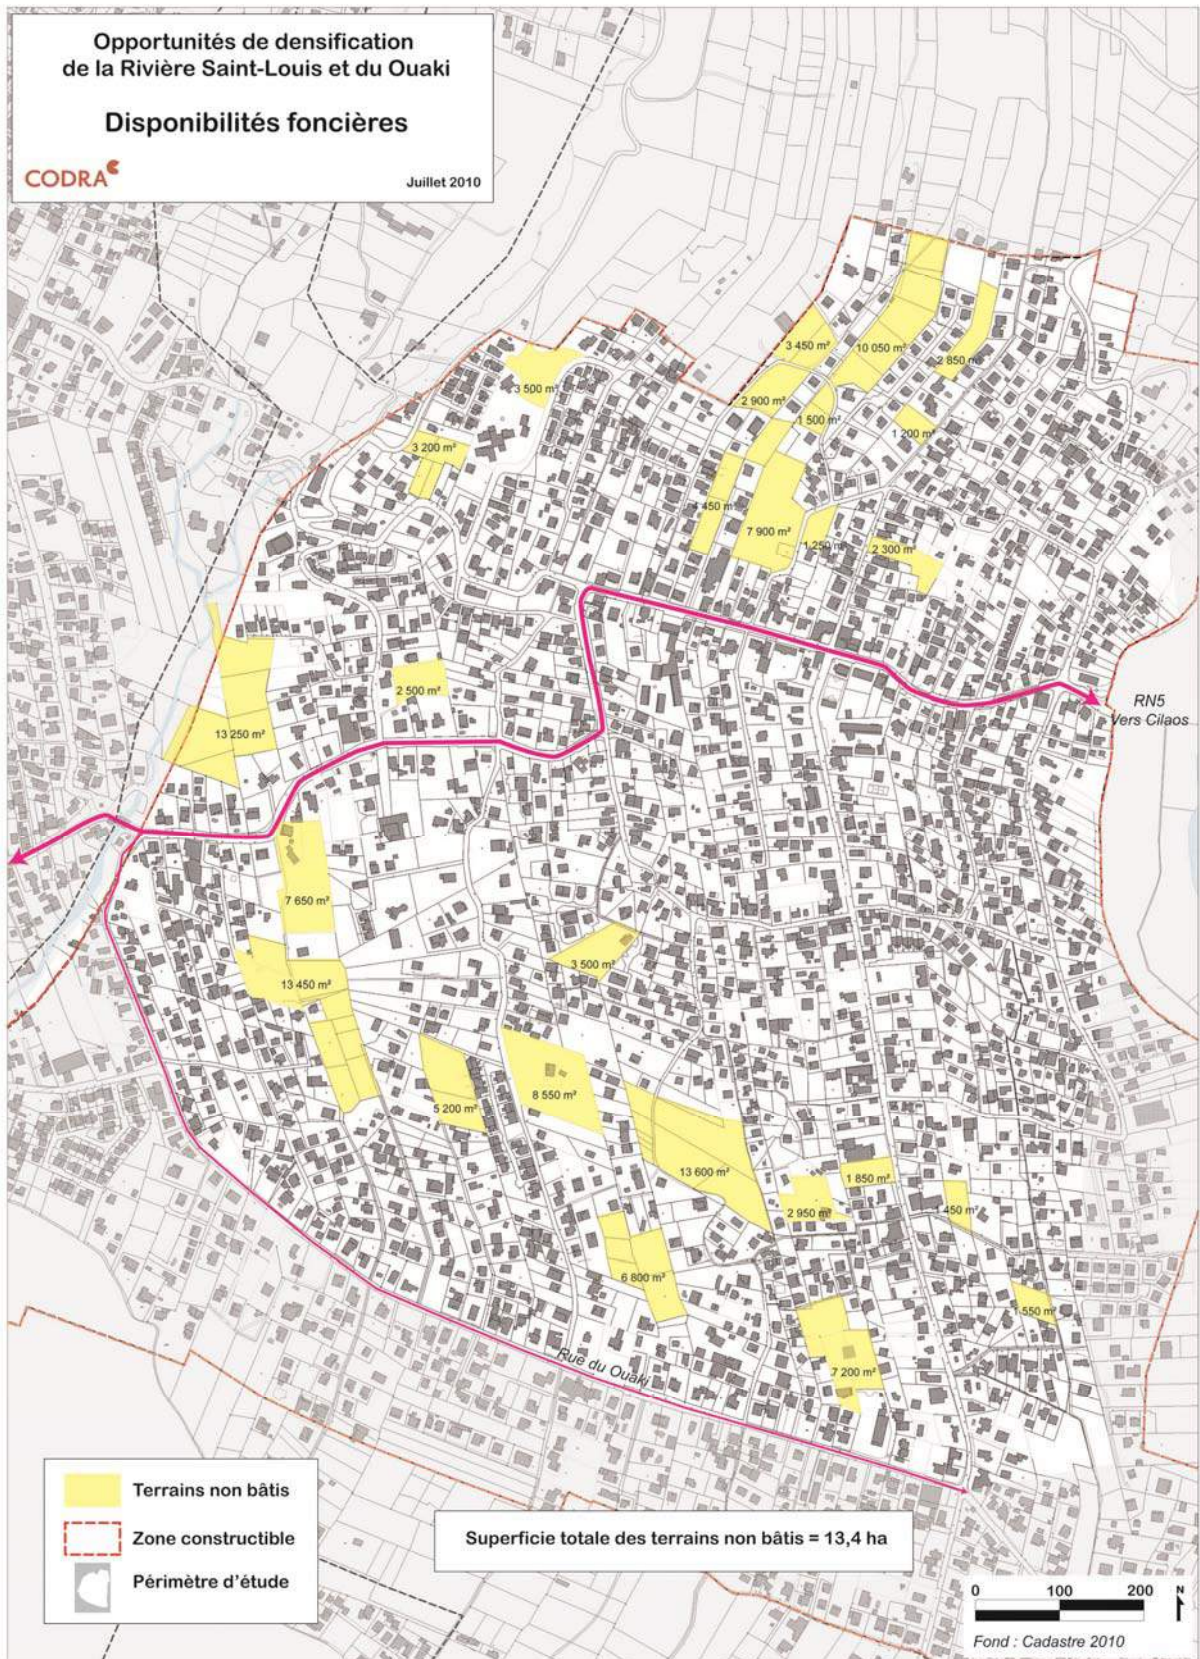 Opportunités de densification
de la Rivière Saint-Louis et du Ouaki
Disponibilités foncières
CODRA
Juillet 2010
3 450 m²
10 050 m²
2 850 m²
3 500 m²
2 900 m²
1 500 m²
1 200 m²
3 200 m²
4 450 m²
7 900 m²
1 250 m²
2 300 m²
2 500 m²
RN5
Vers Cilaos
13 250 m²
7 650 m²
3 500 m²
13 450 m²
8 550 m²
5 200 m²
13 600 m²
1 850 m²
2 950 m²
1 450 m²
6 800 m²
1 550 m²
Rue du Ouaki
7 200 m²
Terrains non bâtis
Zone constructible
Périmètre d'étude
Superficie totale des terrains non bâtis = 13,4 ha
0 100 200
N
Fond : Cadastre 2010